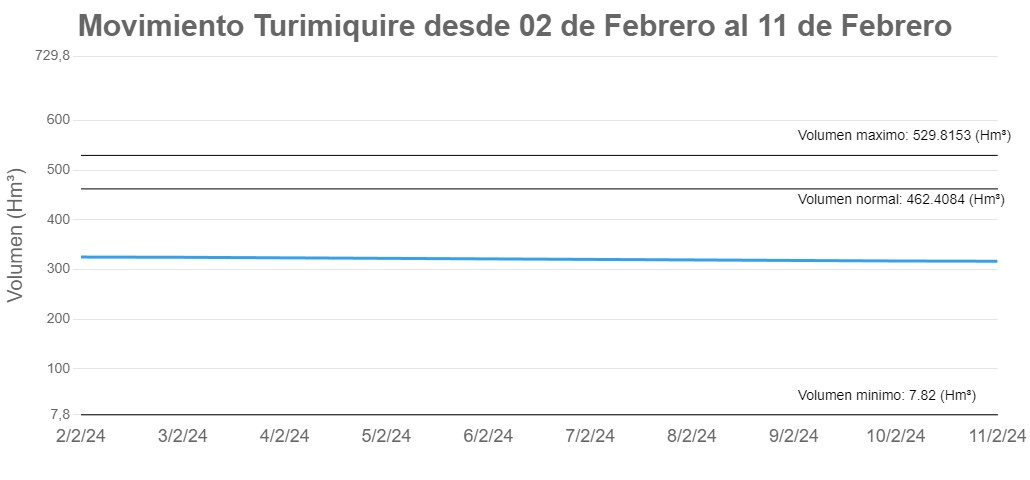 Movimiento Turimiquire desde 02 de Febrero al 11 de Febrero
729,8
600
Volumen maximo: 529.8153 (Hm³)
500
Volumen normal: 462.4084 (Hm³)
400
Volumen (Hm³)
300
200
100
Volumen minimo: 7.82 (Hm³)
7,8
2/2/24 3/2/24 4/2/24 5/2/24 6/2/24 7/2/24 8/2/24 9/2/24 10/2/24 11/2/24